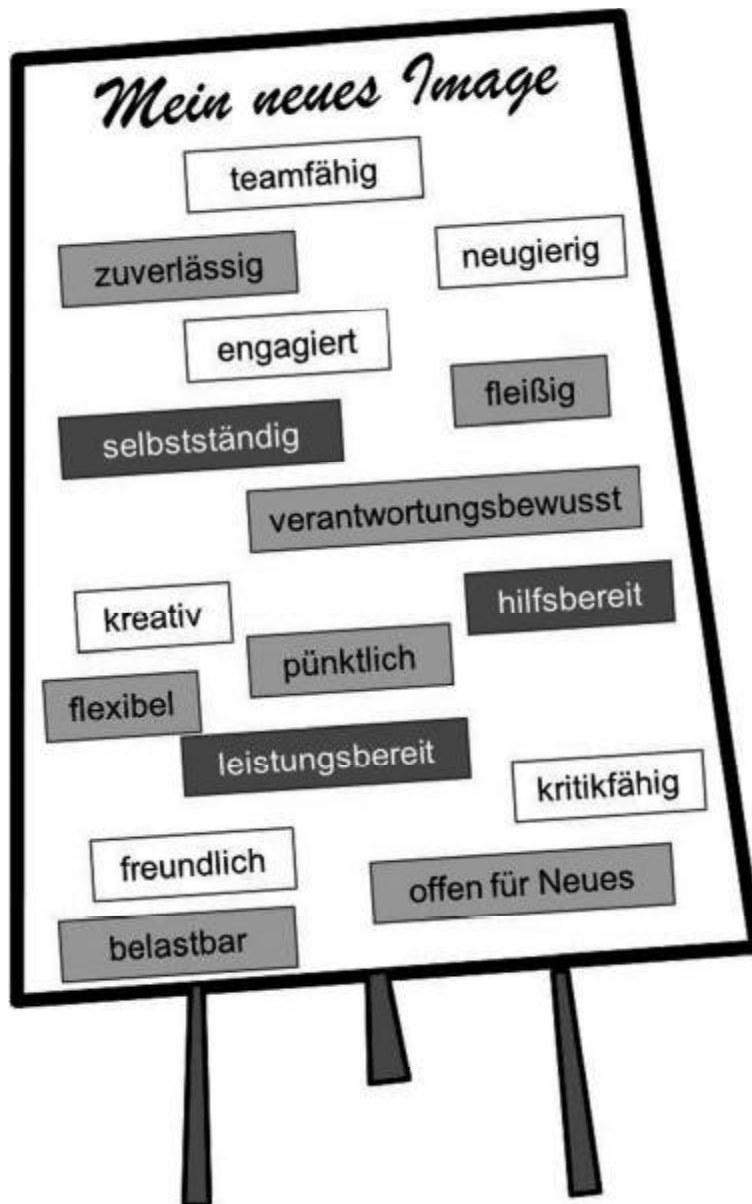 Mein neues Image
teamfähig
zuverlässig
neugierig
engagiert
fleißig
selbstständig
verantwortungsbewusst
hilfsbereit
kreativ
pünktlich
flexibel
leistungsbereit
kritikfähig
freundlich
offen für Neues
belastbar